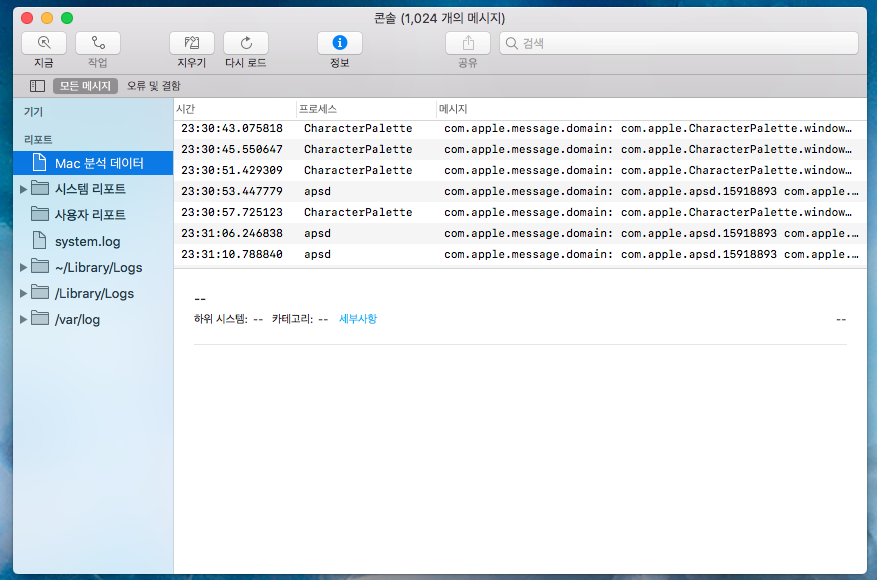 콘솔 (1,024 개의 메시지)
지금 작업 지우기 다시 로드 정보 공유 검색
모든 메시지 오류 및 결함
기기
리포트
Mac 분석 데이터
시스템 리포트
사용자 리포트
system.log
~/Library/Logs
/Library/Logs
/var/log
시간 프로세스 메시지
23:30:43.075818 CharacterPalette com.apple.message.domain: com.apple.CharacterPalette.window…
23:30:45.550647 CharacterPalette com.apple.message.domain: com.apple.CharacterPalette.window…
23:30:51.429309 CharacterPalette com.apple.message.domain: com.apple.CharacterPalette.window…
23:30:53.447779 apsd com.apple.message.domain: com.apple.apsd.15918893 com.apple.…
23:30:57.725123 CharacterPalette com.apple.message.domain: com.apple.CharacterPalette.window…
23:31:06.246838 apsd com.apple.message.domain: com.apple.apsd.15918893 com.apple.…
23:31:10.788840 apsd com.apple.message.domain: com.apple.apsd.15918893 com.apple.…
--
하위 시스템: -- 카테고리: -- 세부사항 --